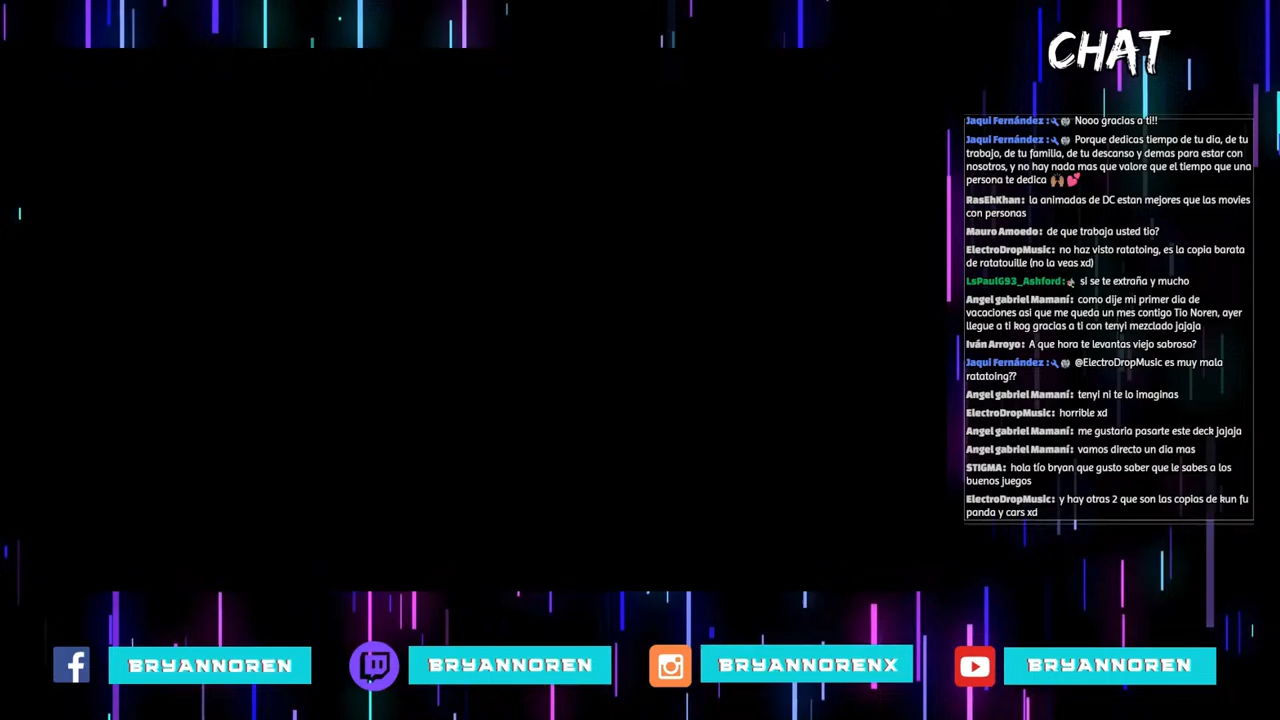 CHAT
Jaqui Fernández : Nooo gracias a ti!!
Jaqui Fernández : Porque dedicas tiempo de tu dia, de tu
trabajo, de tu familia, de tu descanso y demas para estar con
nosotros, y no hay nada mas que valore que el tiempo que una
persona te dedica 🙌🏽 💕
RasEhKhan : la animadas de DC estan mejores que las movies
con personas
Mauro Amoedo : de que trabaja usted tio?
ElectroDropMusic : no haz visto ratatoing, es la copia barata
de ratatouille (no la veas xd)
LsPaulG93_Ashford : si se te extraña y mucho
Angel gabriel Mamaní : como dije mi primer dia de
vacaciones asi que me queda un mes contigo Tio Noren, ayer
llegue a ti kog gracias a ti con tenyi mezclado jajaja
Iván Arroyo : A que hora te levantas viejo sabroso?
Jaqui Fernández : @ElectroDropMusic es muy mala
ratatoing??
Angel gabriel Mamaní : tenyi ni te lo imaginas
ElectroDropMusic : horrible xd
Angel gabriel Mamaní : me gustaria pasarte este deck jajaja
Angel gabriel Mamaní : vamos directo un dia mas
STIGMA : hola tío bryan que gusto saber que le sabes a los
buenos juegos
ElectroDropMusic : y hay otras 2 que son las copias de kun fu
panda y cars xd
BRYANNOREN
BRYANNOREN
BRYANNORENX
BRYANNOREN